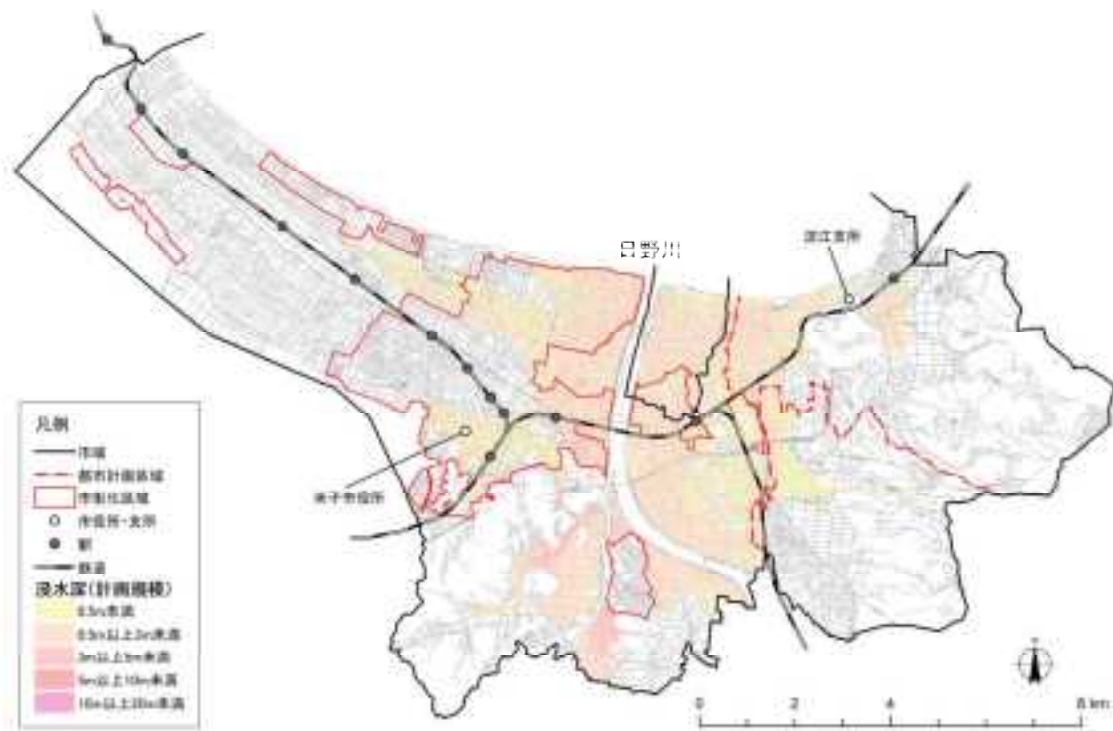 日野川
淀江支所
米子市役所
凡例
市域
都市計画区域
市街化区域
市役所・支所
駅
鉄道
浸水深(計画規模)
0.5m未満
0.5m以上3m未満
3m以上5m未満
5m以上10m未満
10m以上20m未満
0 2 4 6 8 km